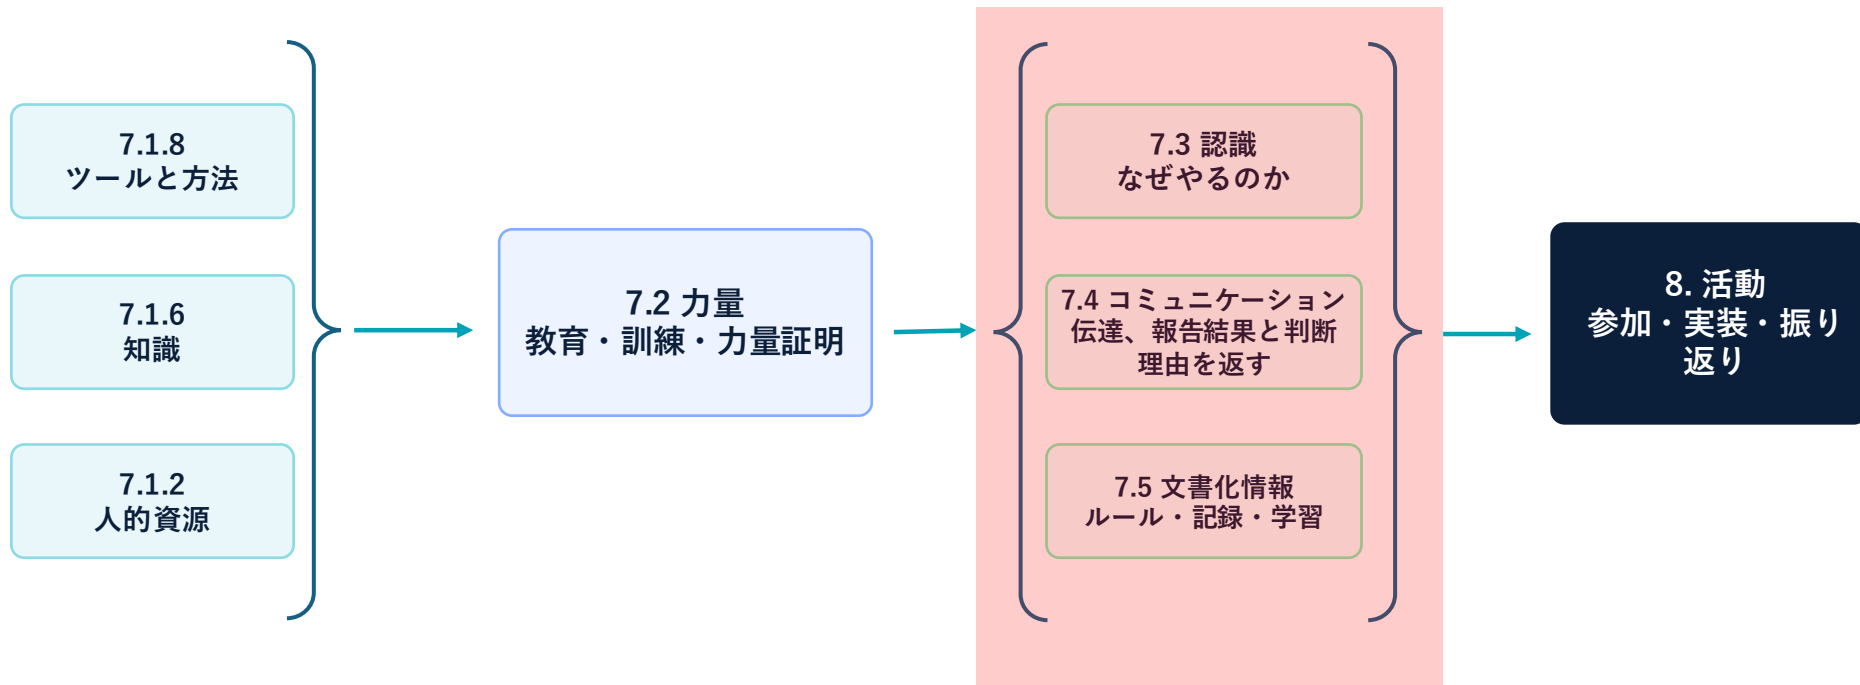 7.1.8
ツールと方法
7.1.6
知識
7.1.2
人的資源
7.2 力量
教育・訓練・力量証明
7.3 認識
なぜやるのか
7.4 コミュニケーション
伝達、報告結果と判断
理由を返す
7.5 文書化情報
ルール・記録・学習
8. 活動
参加・実装・振り
返り